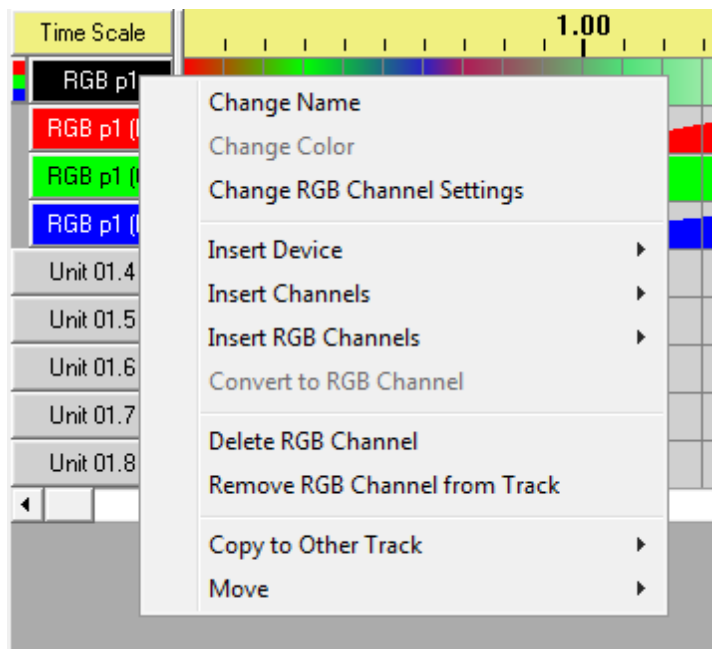 Time Scale
1.00
RGB p1
RGB p1 (
RGB p1 (
RGB p1 (
Unit 01.4
Unit 01.5
Unit 01.6
Unit 01.7
Unit 01.8
Change Name
Change Color
Change RGB Channel Settings
Insert Device
Insert Channels
Insert RGB Channels
Convert to RGB Channel
Delete RGB Channel
Remove RGB Channel from Track
Copy to Other Track
Move